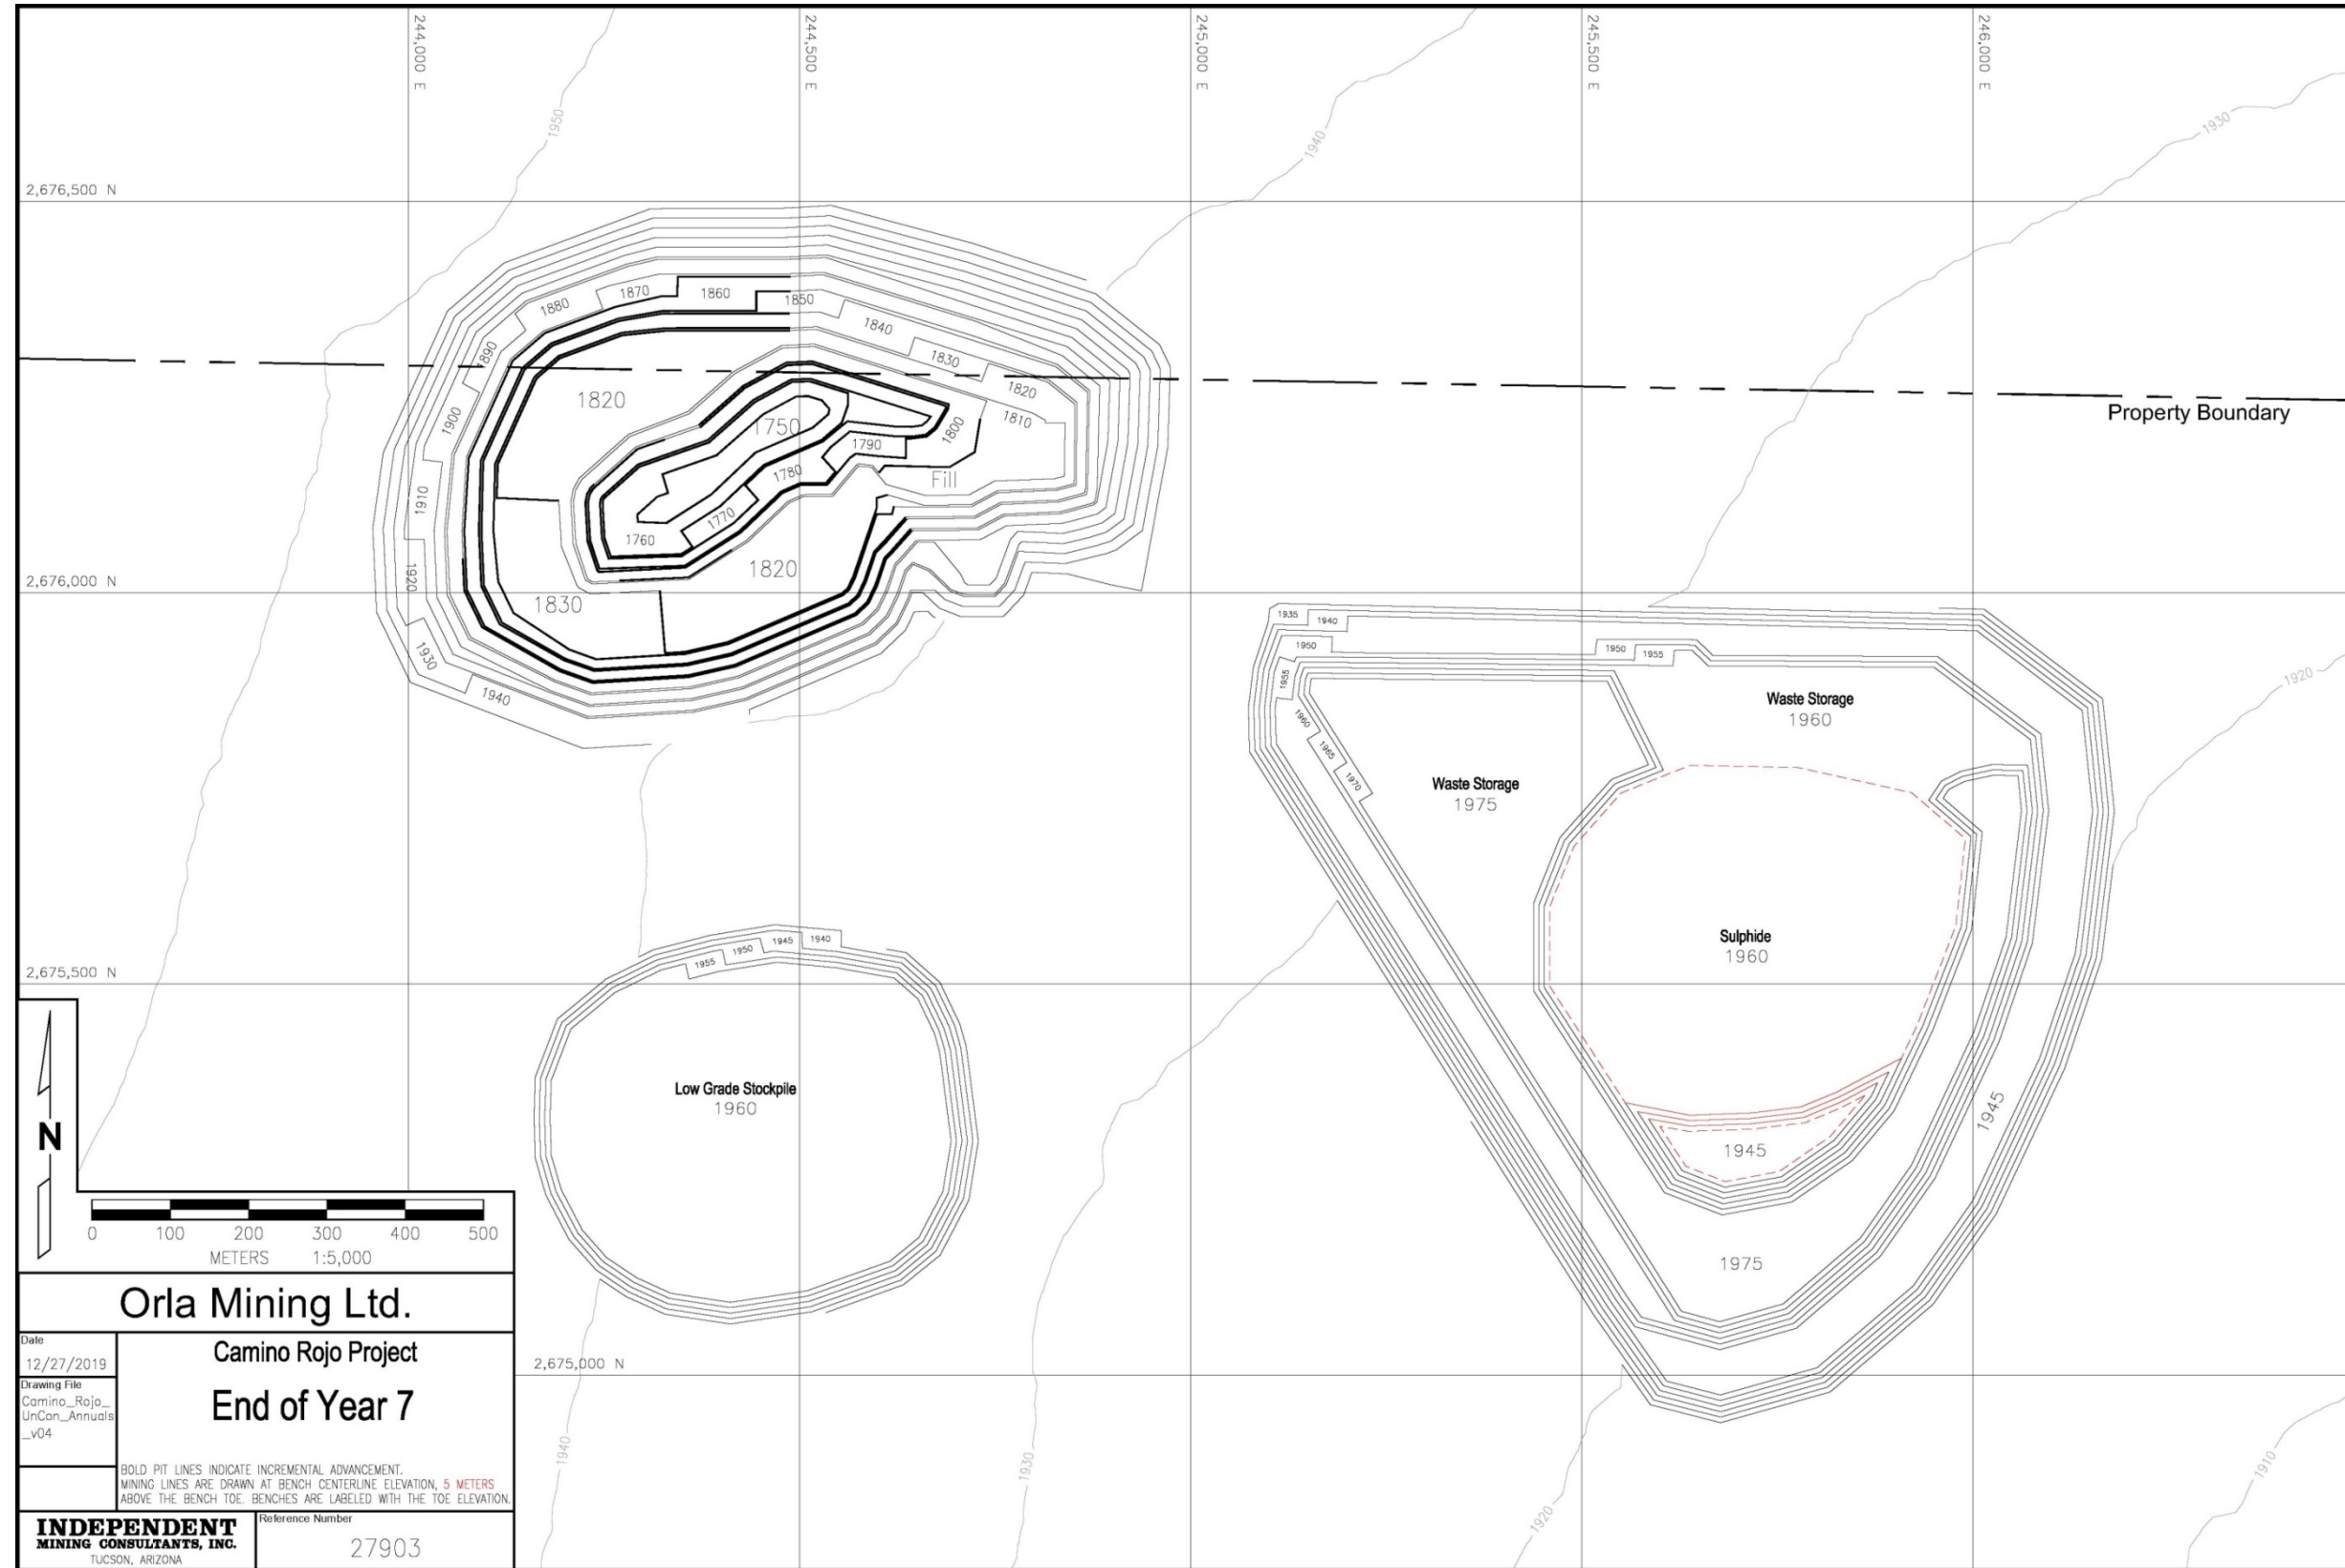 244,000 E
244,500 E
245,000 E
245,500 E
246,000 E
1950
1940
1930
2,676,500 N
1880
1870
1860
1850
1840
1830
1820
1810
1890
1900
1910
1920
1930
1940
1820
1750
1800
1790
1780
1770
1760
Fill
1820
1830
Property Boundary
2,676,000 N
1935
1940
1950
1955
1950
1955
1960
1965
1970
Waste Storage
1960
1920
Waste Storage
1975
Sulphide
1960
1945
1945
1975
1955
1950
1945
1940
2,675,500 N
Low Grade Stockpile
1960
N
0 100 200 300 400 500
METERS 1:5,000
2,675,000 N
1940
1930
1920
1910
Orla Mining Ltd.
Date
12/27/2019
Drawing File
Camino_Rojo_
UnCon_Annuals
_v04
Camino Rojo Project
End of Year 7
BOLD PIT LINES INDICATE INCREMENTAL ADVANCEMENT.
MINING LINES ARE DRAWN AT BENCH CENTERLINE ELEVATION, 5 METERS
ABOVE THE BENCH TOE. BENCHES ARE LABELED WITH THE TOE ELEVATION.
INDEPENDENT
MINING CONSULTANTS, INC.
TUCSON, ARIZONA
Reference Number
27903